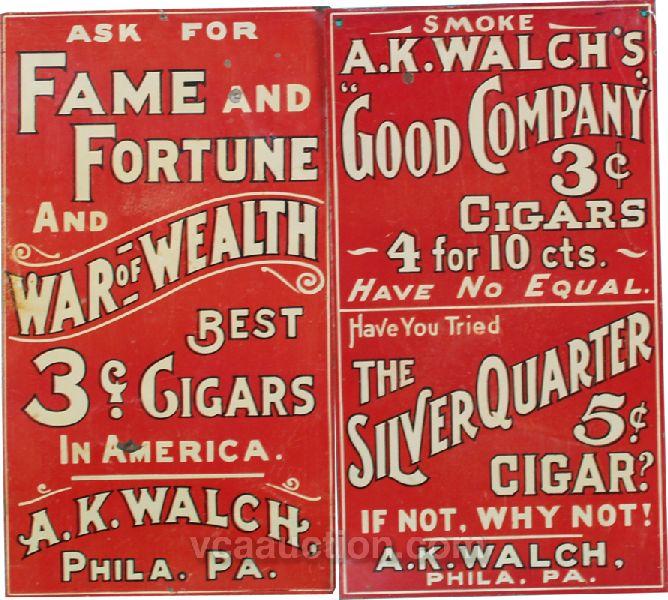 ASK FOR
FAME AND
FORTUNE
AND
WAR OF WEALTH
BEST
3¢ CIGARS
IN AMERICA.
A.K. WALCH,
PHILA. PA.
SMOKE
A.K. WALCH'S
"GOOD COMPANY"
3¢
CIGARS
~ 4 for 10 cts. ~
HAVE NO EQUAL.
Have You Tried
THE
SILVER QUARTER
5¢
CIGAR?
IF NOT, WHY NOT!
A.K. WALCH,
PHILA. PA.
vcaauction.com